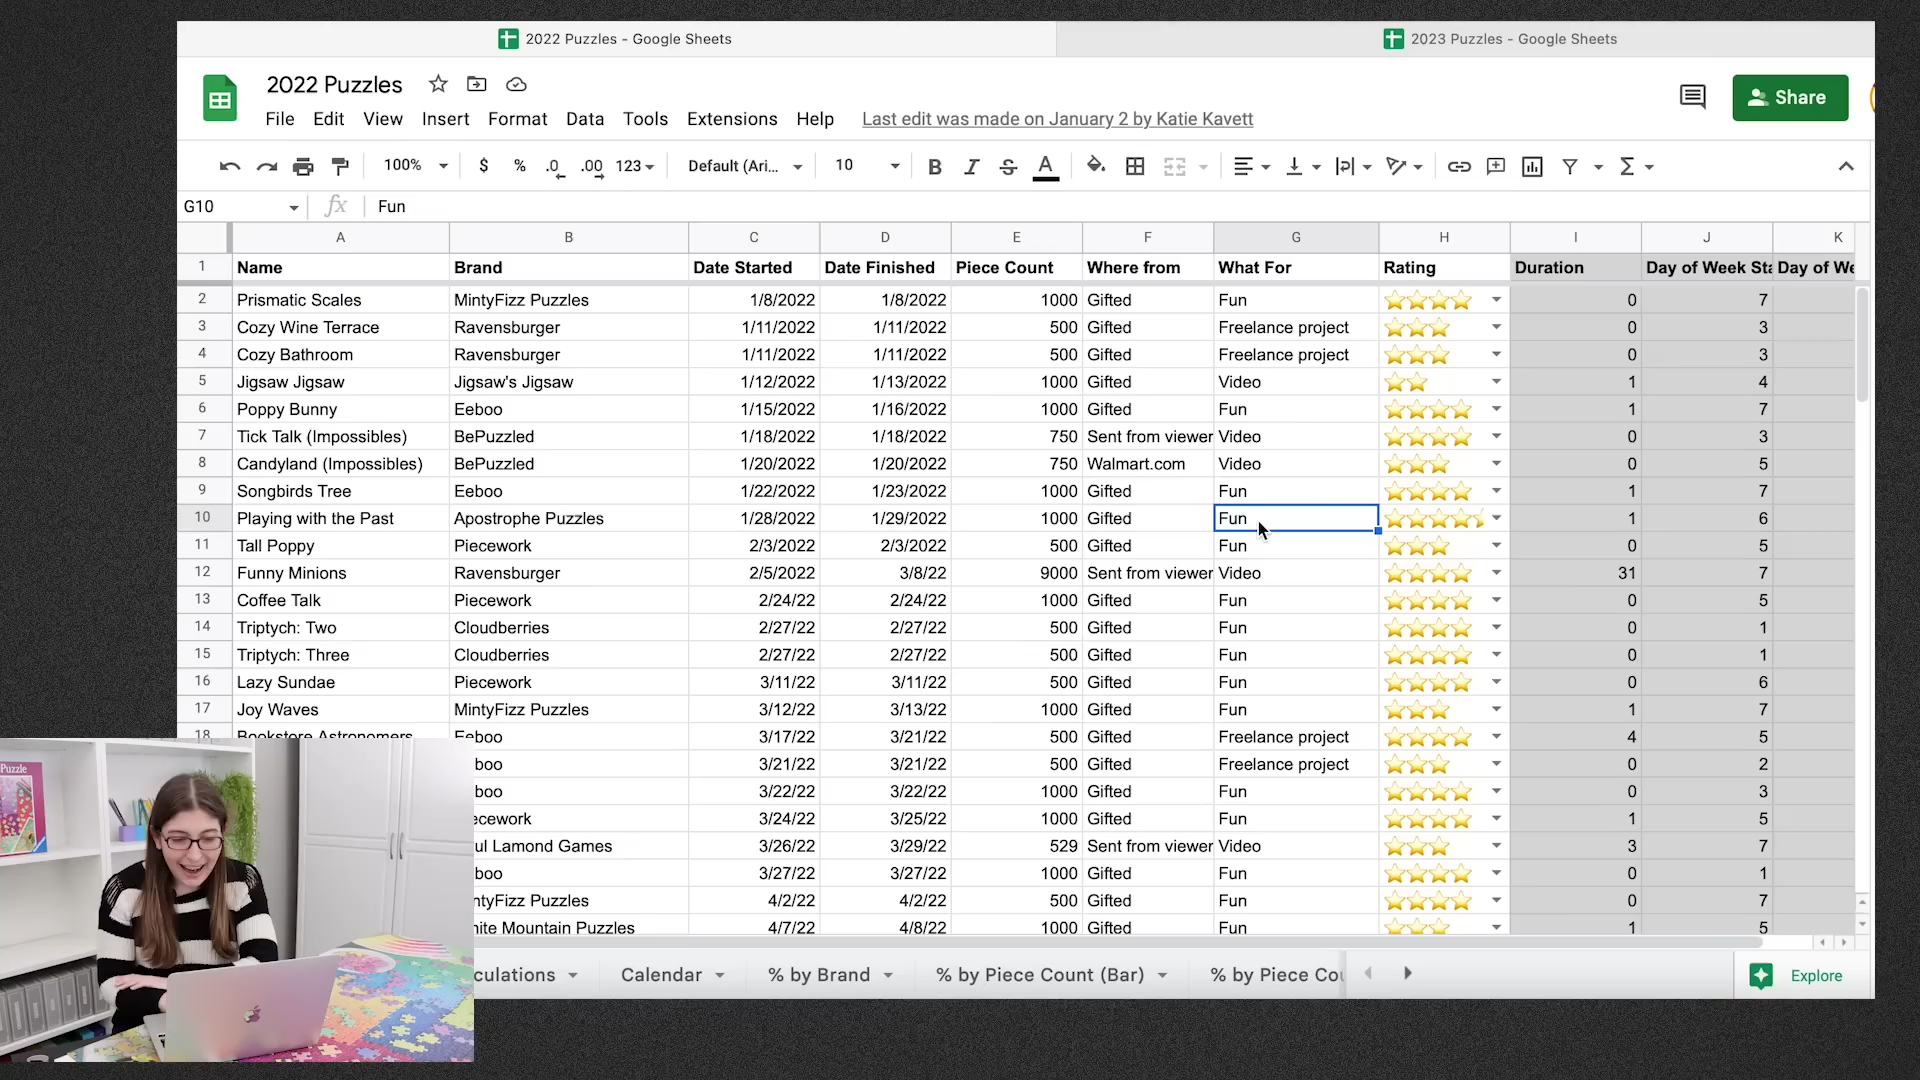 2022 Puzzles - Google Sheets 2023 Puzzles - Google Sheets
2022 Puzzles
Share
File Edit View Insert Format Data Tools Extensions Help Last edit was made on January 2 by Katie Kavett
100% $ % .0 .00 123 Default (Ari... 10 B I S A
G10 fx Fun
A B C D E F G H I J K
1 Name Brand Date Started Date Finished Piece Count Where from What For Rating Duration Day of Week Sta Day of We
2 Prismatic Scales MintyFizz Puzzles 1/8/2022 1/8/2022 1000 Gifted Fun 0 7
3 Cozy Wine Terrace Ravensburger 1/11/2022 1/11/2022 500 Gifted Freelance project 0 3
4 Cozy Bathroom Ravensburger 1/11/2022 1/11/2022 500 Gifted Freelance project 0 3
5 Jigsaw Jigsaw Jigsaw's Jigsaw 1/12/2022 1/13/2022 1000 Gifted Video 1 4
6 Poppy Bunny Eeboo 1/15/2022 1/16/2022 1000 Gifted Fun 1 7
7 Tick Talk (Impossibles) BePuzzled 1/18/2022 1/18/2022 750 Sent from viewer Video 0 3
8 Candyland (Impossibles) BePuzzled 1/20/2022 1/20/2022 750 Walmart.com Video 0 5
9 Songbirds Tree Eeboo 1/22/2022 1/23/2022 1000 Gifted Fun 1 7
10 Playing with the Past Apostrophe Puzzles 1/28/2022 1/29/2022 1000 Gifted Fun 1 6
11 Tall Poppy Piecework 2/3/2022 2/3/2022 500 Gifted Fun 0 5
12 Funny Minions Ravensburger 2/5/2022 3/8/22 9000 Sent from viewer Video 31 7
13 Coffee Talk Piecework 2/24/22 2/24/22 1000 Gifted Fun 0 5
14 Triptych: Two Cloudberries 2/27/22 2/27/22 500 Gifted Fun 0 1
15 Triptych: Three Cloudberries 2/27/22 2/27/22 500 Gifted Fun 0 1
16 Lazy Sundae Piecework 3/11/22 3/11/22 500 Gifted Fun 0 6
17 Joy Waves MintyFizz Puzzles 3/12/22 3/13/22 1000 Gifted Fun 1 7
18 Bookstore Astronomers Eeboo 3/17/22 3/21/22 500 Gifted Freelance project 4 5
boo 3/21/22 3/21/22 500 Gifted Freelance project 0 2
boo 3/22/22 3/22/22 1000 Gifted Fun 0 3
ecework 3/24/22 3/25/22 1000 Gifted Fun 1 5
ul Lamond Games 3/26/22 3/29/22 529 Sent from viewer Video 3 7
boo 3/27/22 3/27/22 1000 Gifted Fun 0 1
ntyFizz Puzzles 4/2/22 4/2/22 500 Gifted Fun 0 7
hite Mountain Puzzles 4/7/22 4/8/22 1000 Gifted Fun 1 5
culations Calendar % by Brand % by Piece Count (Bar) % by Piece Cou Explore
Puzzle